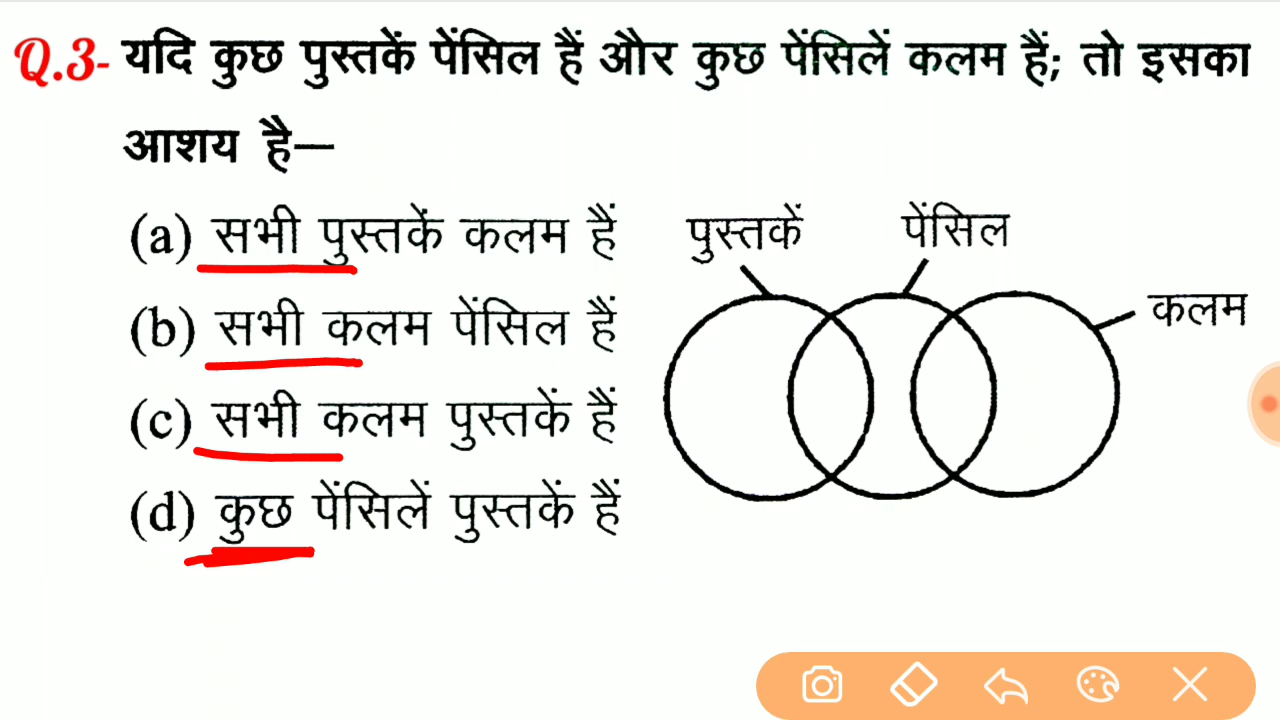 Q.3- यदि कुछ पुस्तकें पेंसिल हैं और कुछ पेंसिलें कलम हैं; तो इसका
आशय है—
(a) सभी पुस्तकें कलम हैं
(b) सभी कलम पेंसिल हैं
(c) सभी कलम पुस्तकें हैं
(d) कुछ पेंसिलें पुस्तकें हैं
पुस्तकें
पेंसिल
कलम